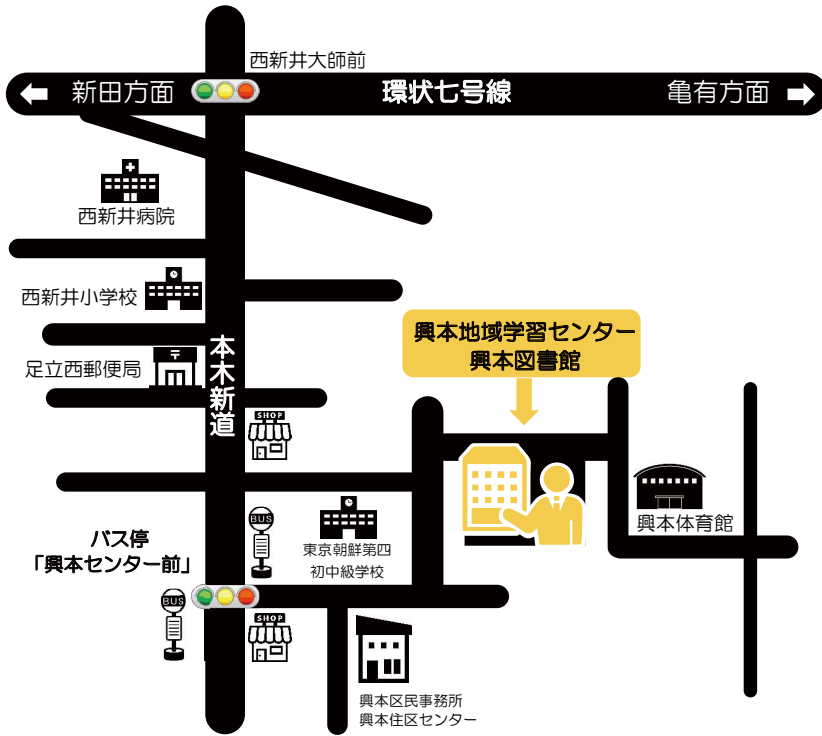 西新井大師前
新田方面
環状七号線
亀有方面
西新井病院
西新井小学校
足立西郵便局
本木新道
興本地域学習センター
興本図書館
SHOP
興本体育館
バス停
「興本センター前」
BUS
東京朝鮮第四
初中級学校
BUS
SHOP
興本区民事務所
興本住区センター